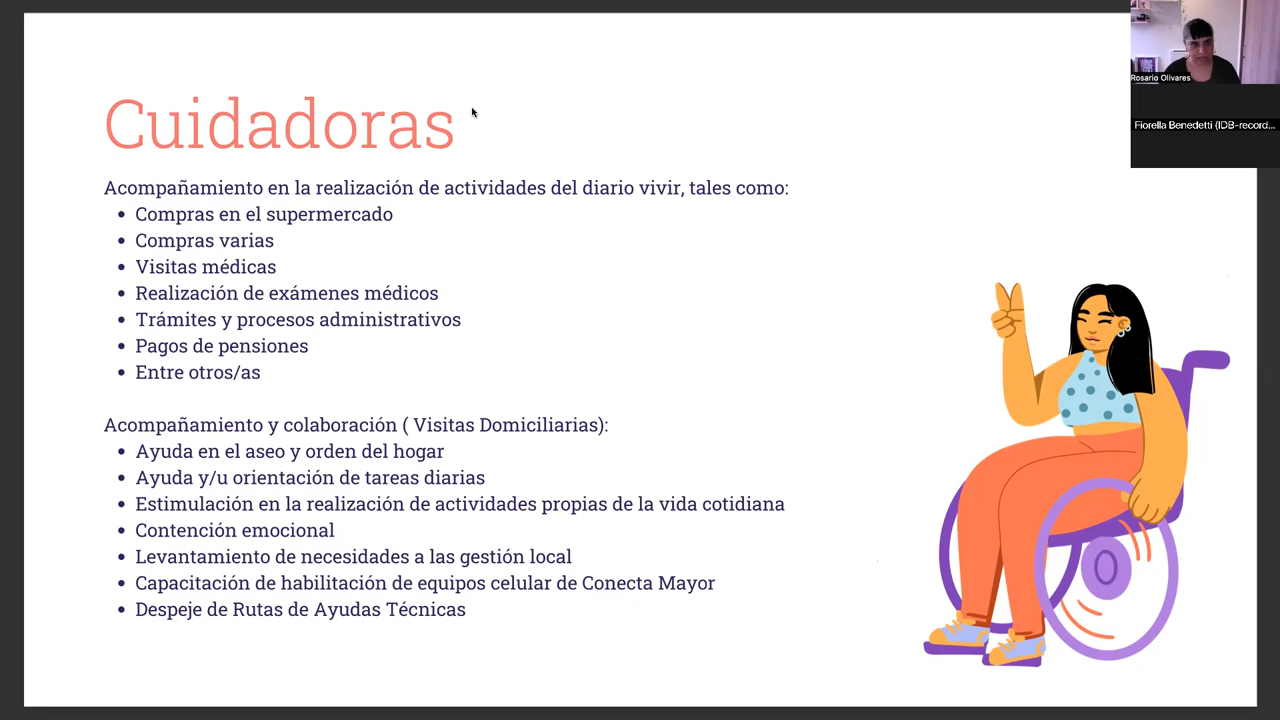 Cuidadoras
Acompañamiento en la realización de actividades del diario vivir, tales como:
• Compras en el supermercado
• Compras varias
• Visitas médicas
• Realización de exámenes médicos
• Trámites y procesos administrativos
• Pagos de pensiones
• Entre otros/as
Acompañamiento y colaboración ( Visitas Domiciliarias):
• Ayuda en el aseo y orden del hogar
• Ayuda y/u orientación de tareas diarias
• Estimulación en la realización de actividades propias de la vida cotidiana
• Contención emocional
• Levantamiento de necesidades a las gestión local
• Capacitación de habilitación de equipos celular de Conecta Mayor
• Despeje de Rutas de Ayudas Técnicas
Rosario Olivares
Fiorella Benedetti (IDB-record...